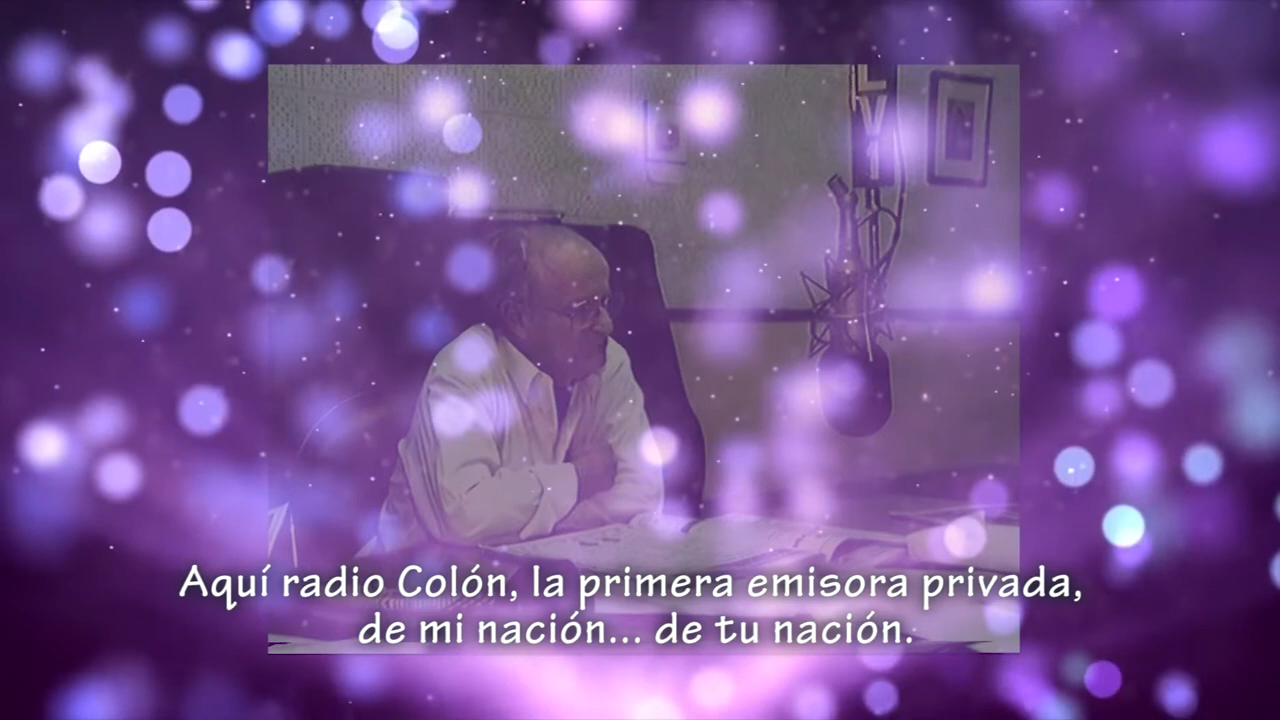 Aquí radio Colón, la primera emisora privada,
de mi nación... de tu nación.